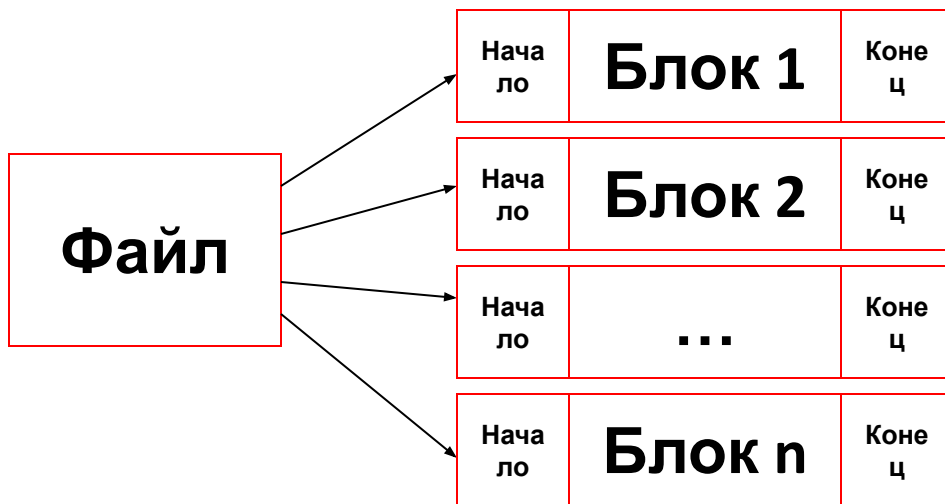 Файл
Нача
ло
Блок 1
Коне
ц
Нача
ло
Блок 2
Коне
ц
Нача
ло
...
Коне
ц
Нача
ло
Блок n
Коне
ц